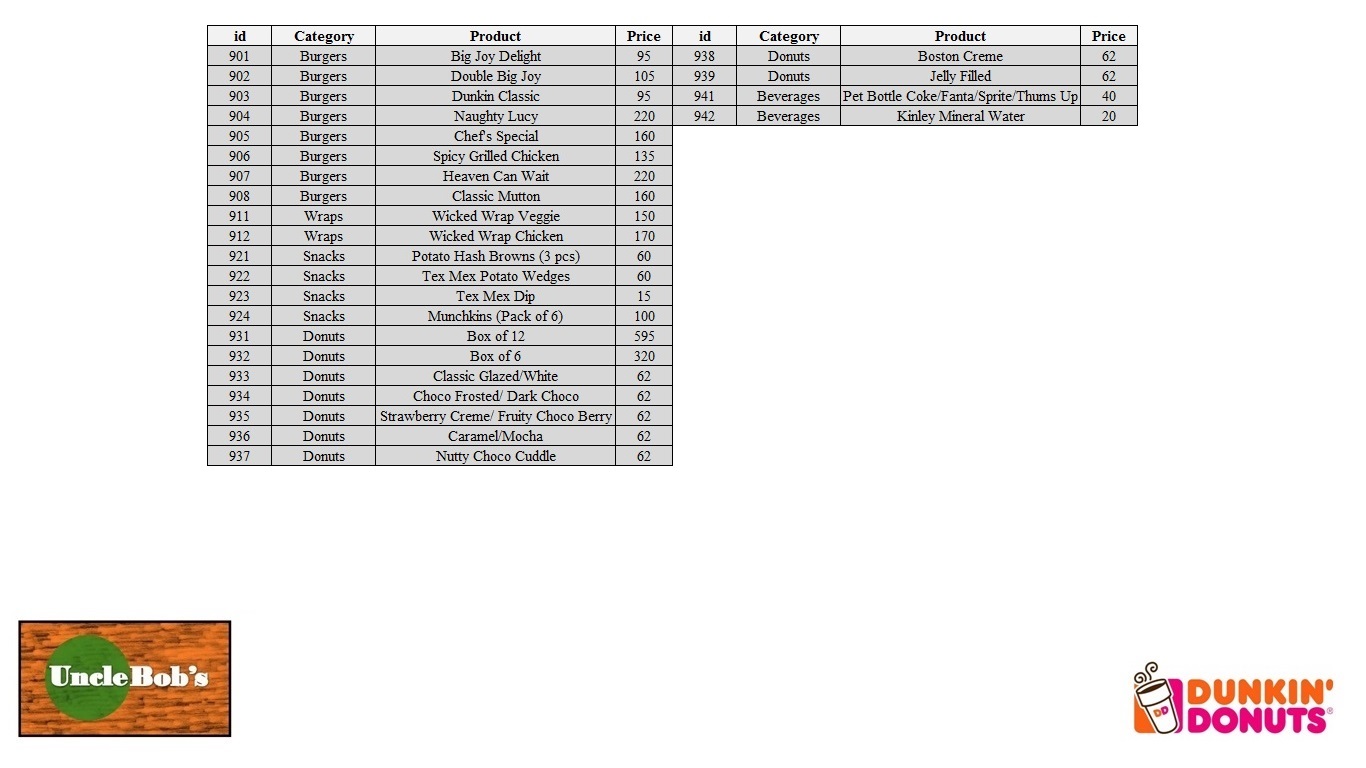 id Category Product Price id Category Product Price
901 Burgers Big Joy Delight 95 938 Donuts Boston Creme 62
902 Burgers Double Big Joy 105 939 Donuts Jelly Filled 62
903 Burgers Dunkin Classic 95 941 Beverages Pet Bottle Coke/Fanta/Sprite/Thums Up 40
904 Burgers Naughty Lucy 220 942 Beverages Kinley Mineral Water 20
905 Burgers Chef's Special 160
906 Burgers Spicy Grilled Chicken 135
907 Burgers Heaven Can Wait 220
908 Burgers Classic Mutton 160
911 Wraps Wicked Wrap Veggie 150
912 Wraps Wicked Wrap Chicken 170
921 Snacks Potato Hash Browns (3 pcs) 60
922 Snacks Tex Mex Potato Wedges 60
923 Snacks Tex Mex Dip 15
924 Snacks Munchkins (Pack of 6) 100
931 Donuts Box of 12 595
932 Donuts Box of 6 320
933 Donuts Classic Glazed/White 62
934 Donuts Choco Frosted/ Dark Choco 62
935 Donuts Strawberry Creme/ Fruity Choco Berry 62
936 Donuts Caramel/Mocha 62
937 Donuts Nutty Choco Cuddle 62
Uncle Bob's
DD
DUNKIN'
DONUTS®